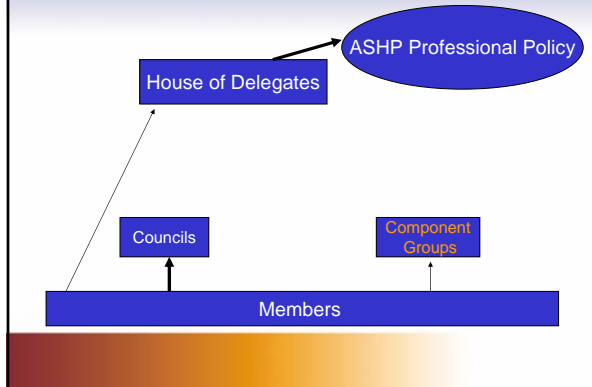 ASHP Professional Policy
House of Delegates
Councils
Component
Groups
Members